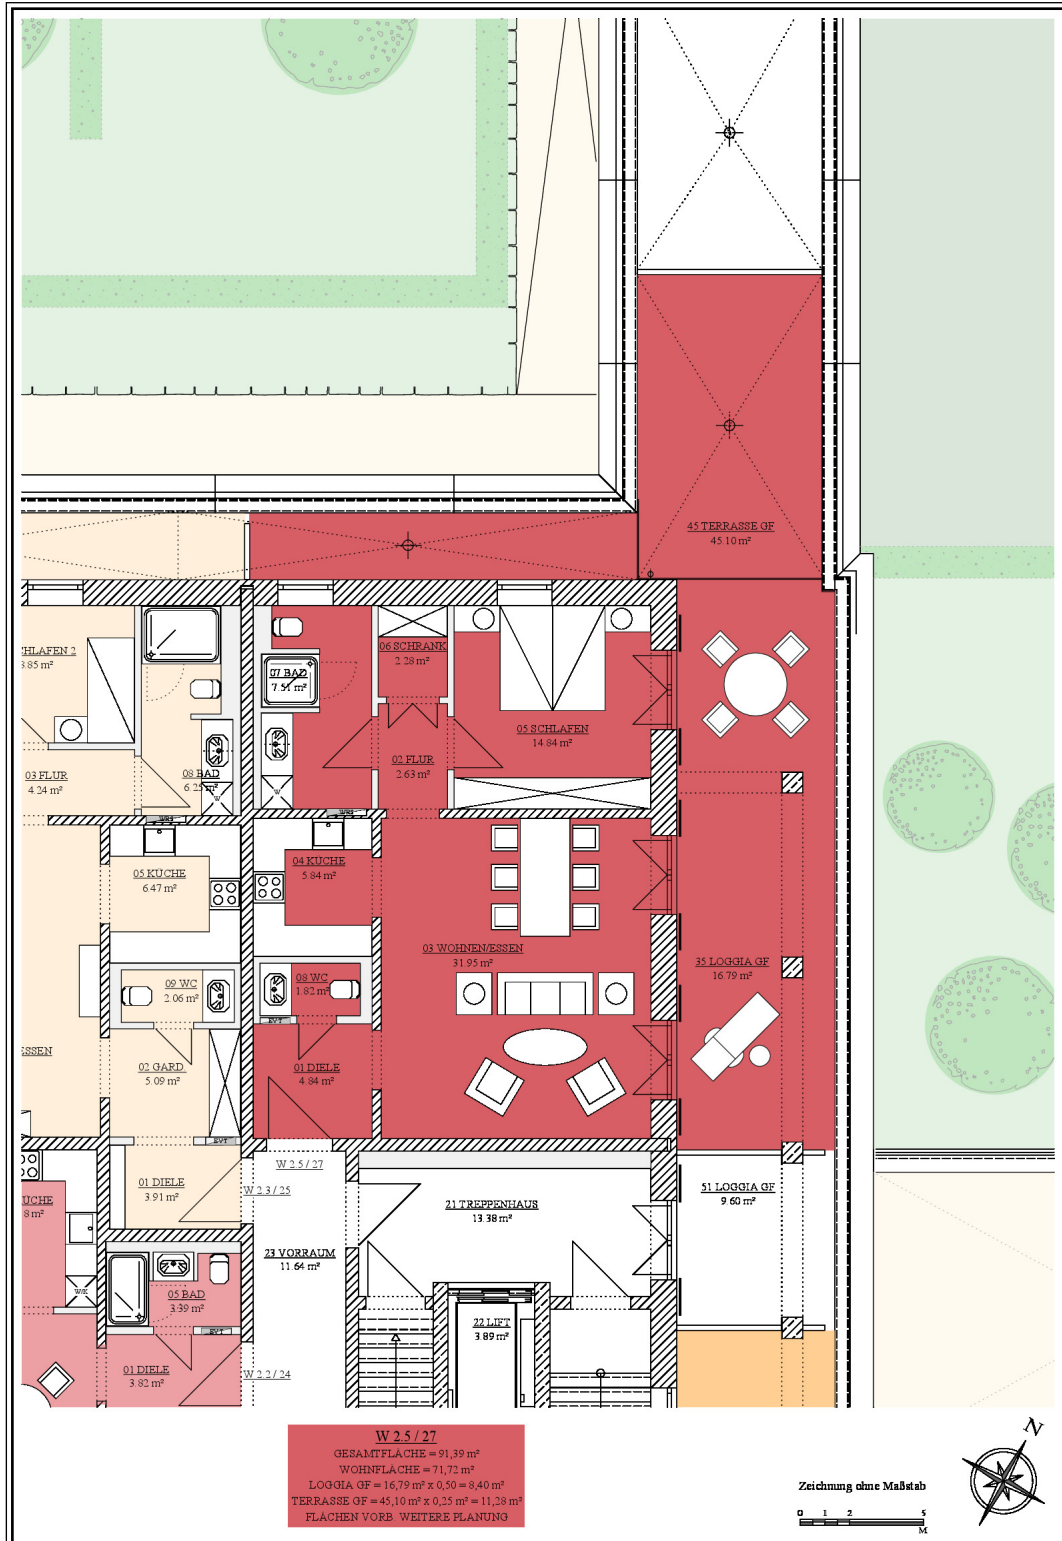 45 TERRASSE GF
45.10 m²
CHLAFEN 2
3.85 m²
06 SCHRANK
2.28 m²
07 BAD
7.51 m²
05 SCHLAFEN
14.84 m²
03 FLUR
4.24 m²
08 BAD
6.25 m²
W
W
02 FLUR
2.63 m²
05 KÜCHE
6.47 m²
04 KÜCHE
5.84 m²
03 WOHNEN/ESSEN
31.95 m²
35 LOGGIA GF
16.79 m²
09 WC
2.06 m²
08 WC
1.82 m²
EVT
ESSEN
02 GARD
5.09 m²
01 DIELE
4.84 m²
EVT
W 2.5 / 27
01 DIELE
3.91 m²
W 2.3 / 25
ÜCHE
8 m²
21 TREPPENHAUS
13.38 m²
51 LOGGIA GF
9.60 m²
23 VORRAUM
11.64 m²
W/K
05 BAD
3.39 m²
EVT
22 LIFT
3.89 m²
01 DIELE
3.82 m²
W 2.2 / 24
W 2.5 / 27
GESAMTFLÄCHE = 91,39 m²
WOHNFLÄCHE = 71,72 m²
LOGGIA GF = 16,79 m² x 0,50 = 8,40 m²
TERRASSE GF = 45,10 m² x 0,25 m² = 11,28 m²
FLÄCHEN VORB. WEITERE PLANUNG
N
Zeichnung ohne Maßstab
0 1 2 5
M